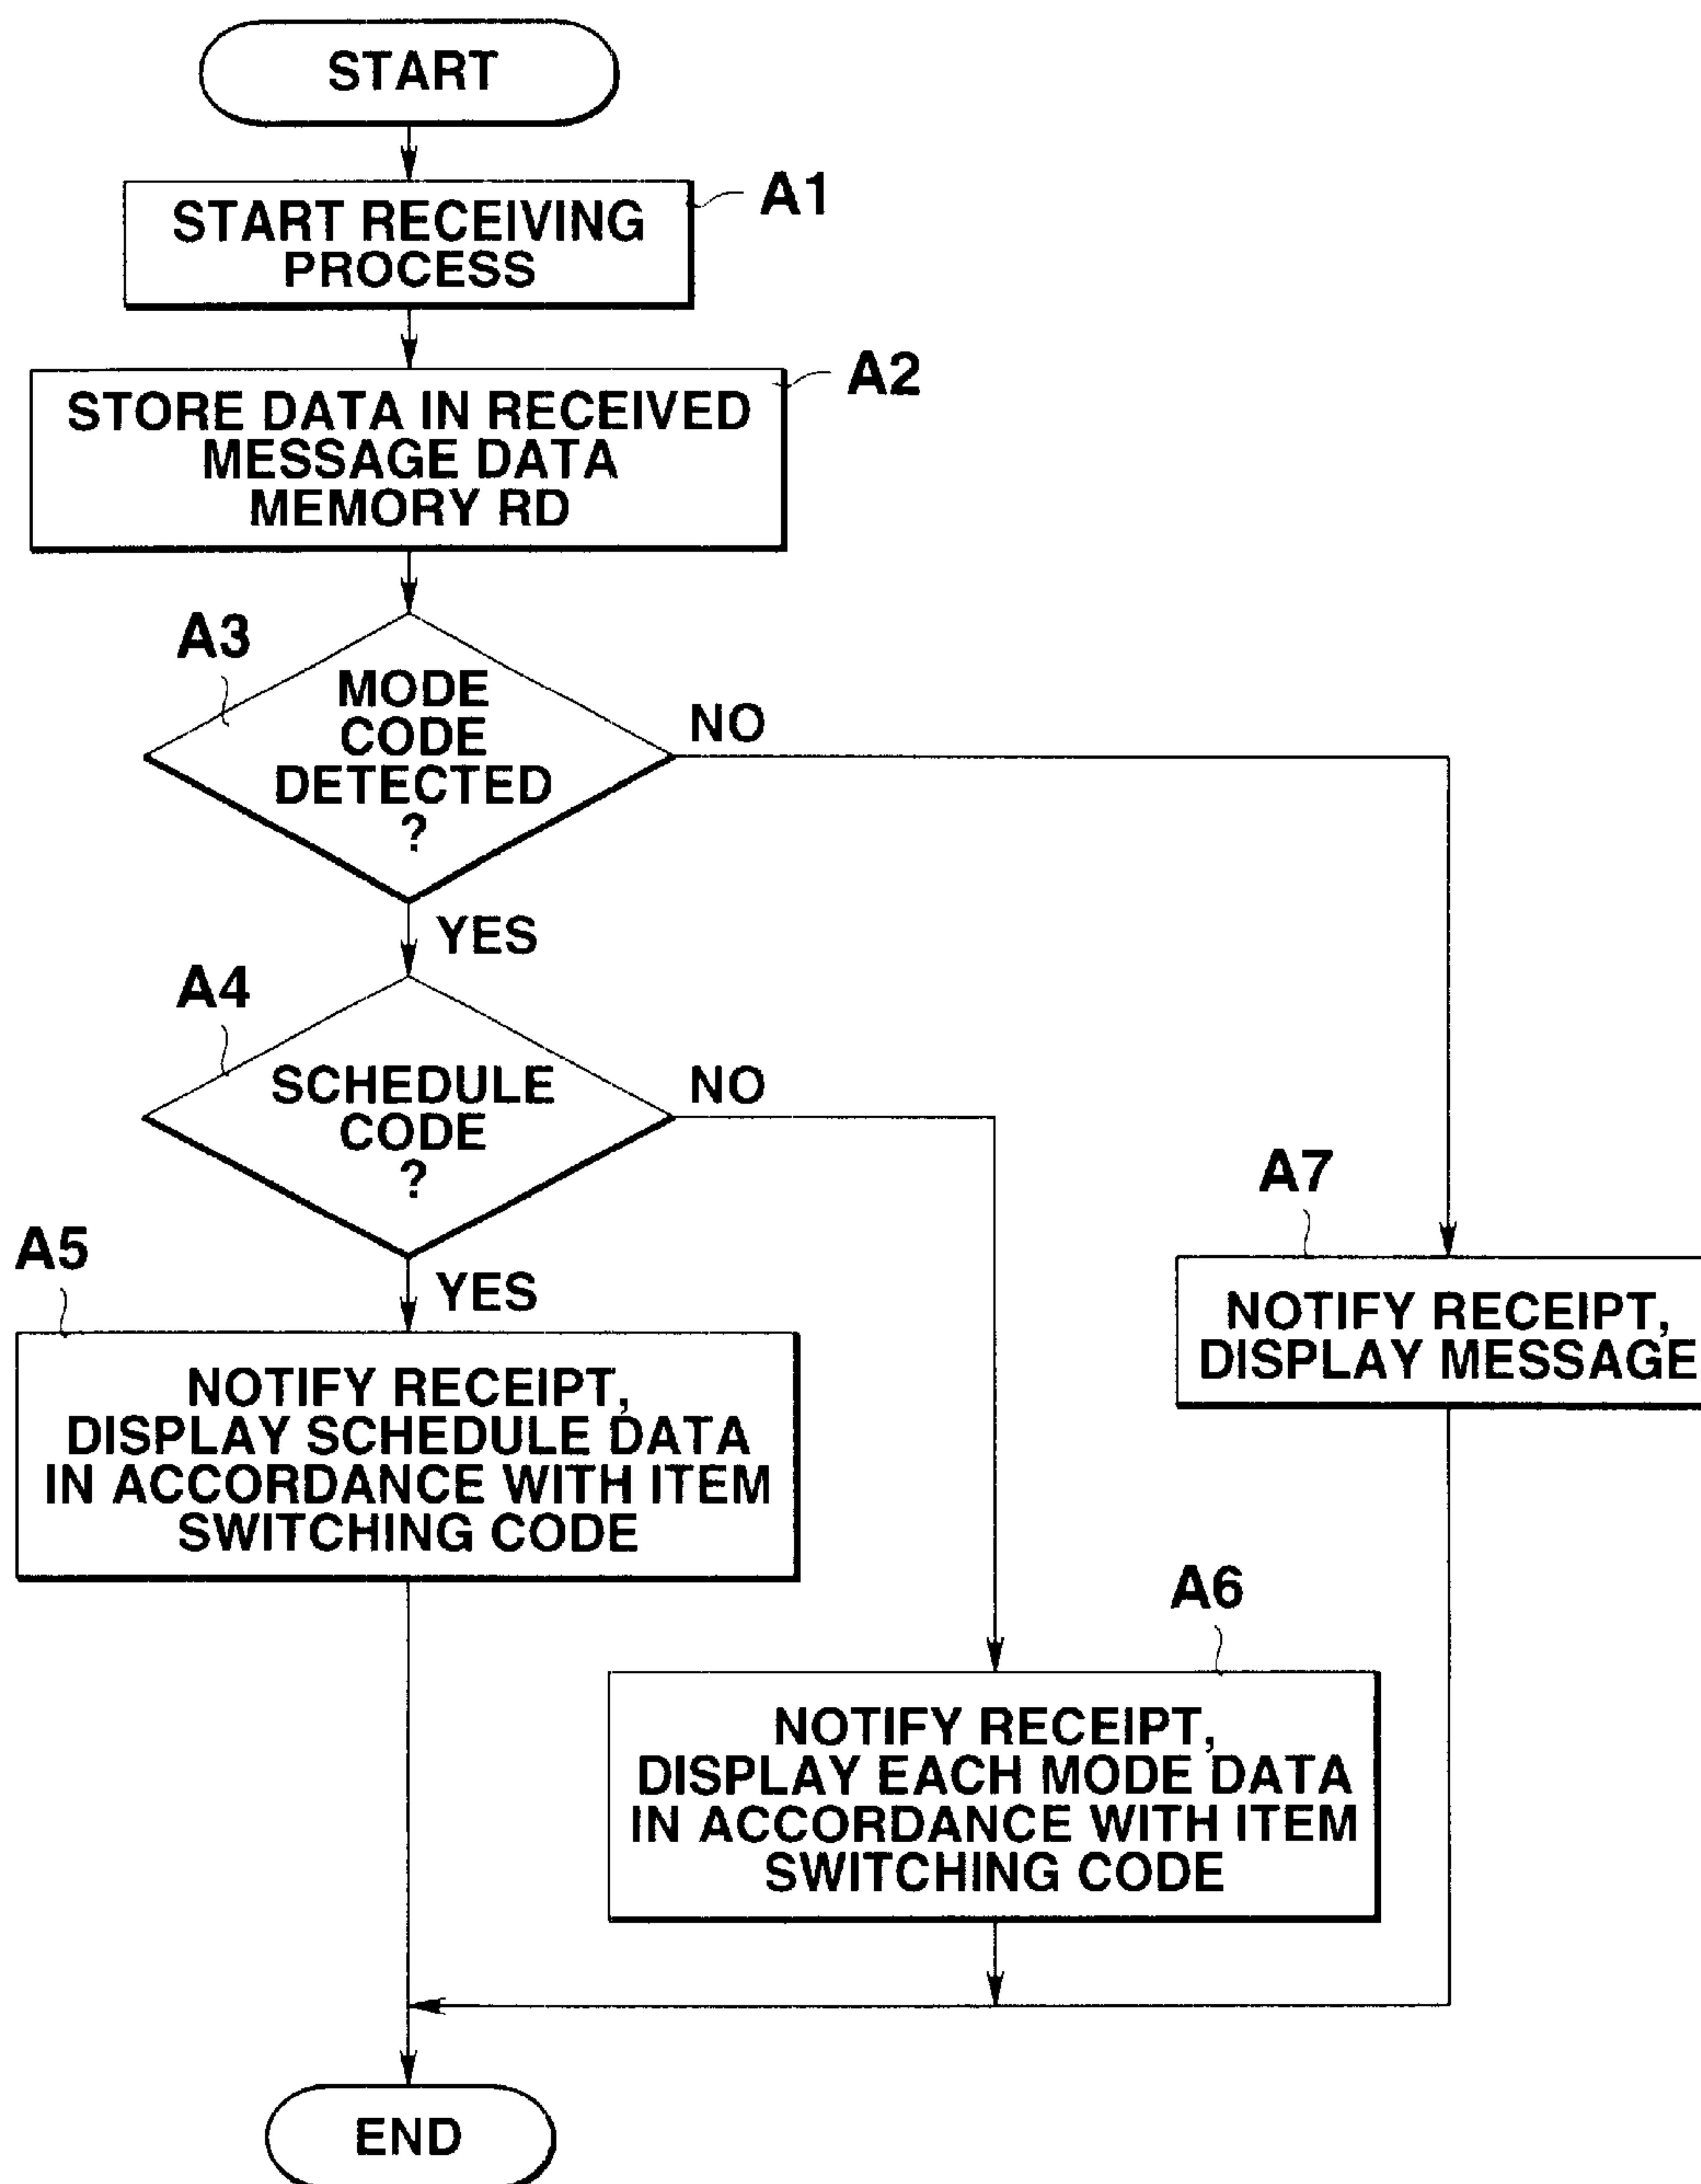 START
A1
START RECEIVING
PROCESS
A2
STORE DATA IN RECEIVED
MESSAGE DATA
MEMORY RD
A3
MODE
CODE
DETECTED
?
NO
YES
A4
SCHEDULE
CODE
?
NO
YES
A5
NOTIFY RECEIPT,
DISPLAY SCHEDULE DATA
IN ACCORDANCE WITH ITEM
SWITCHING CODE
A7
NOTIFY RECEIPT,
DISPLAY MESSAGE
A6
NOTIFY RECEIPT,
DISPLAY EACH MODE DATA
IN ACCORDANCE WITH ITEM
SWITCHING CODE
END